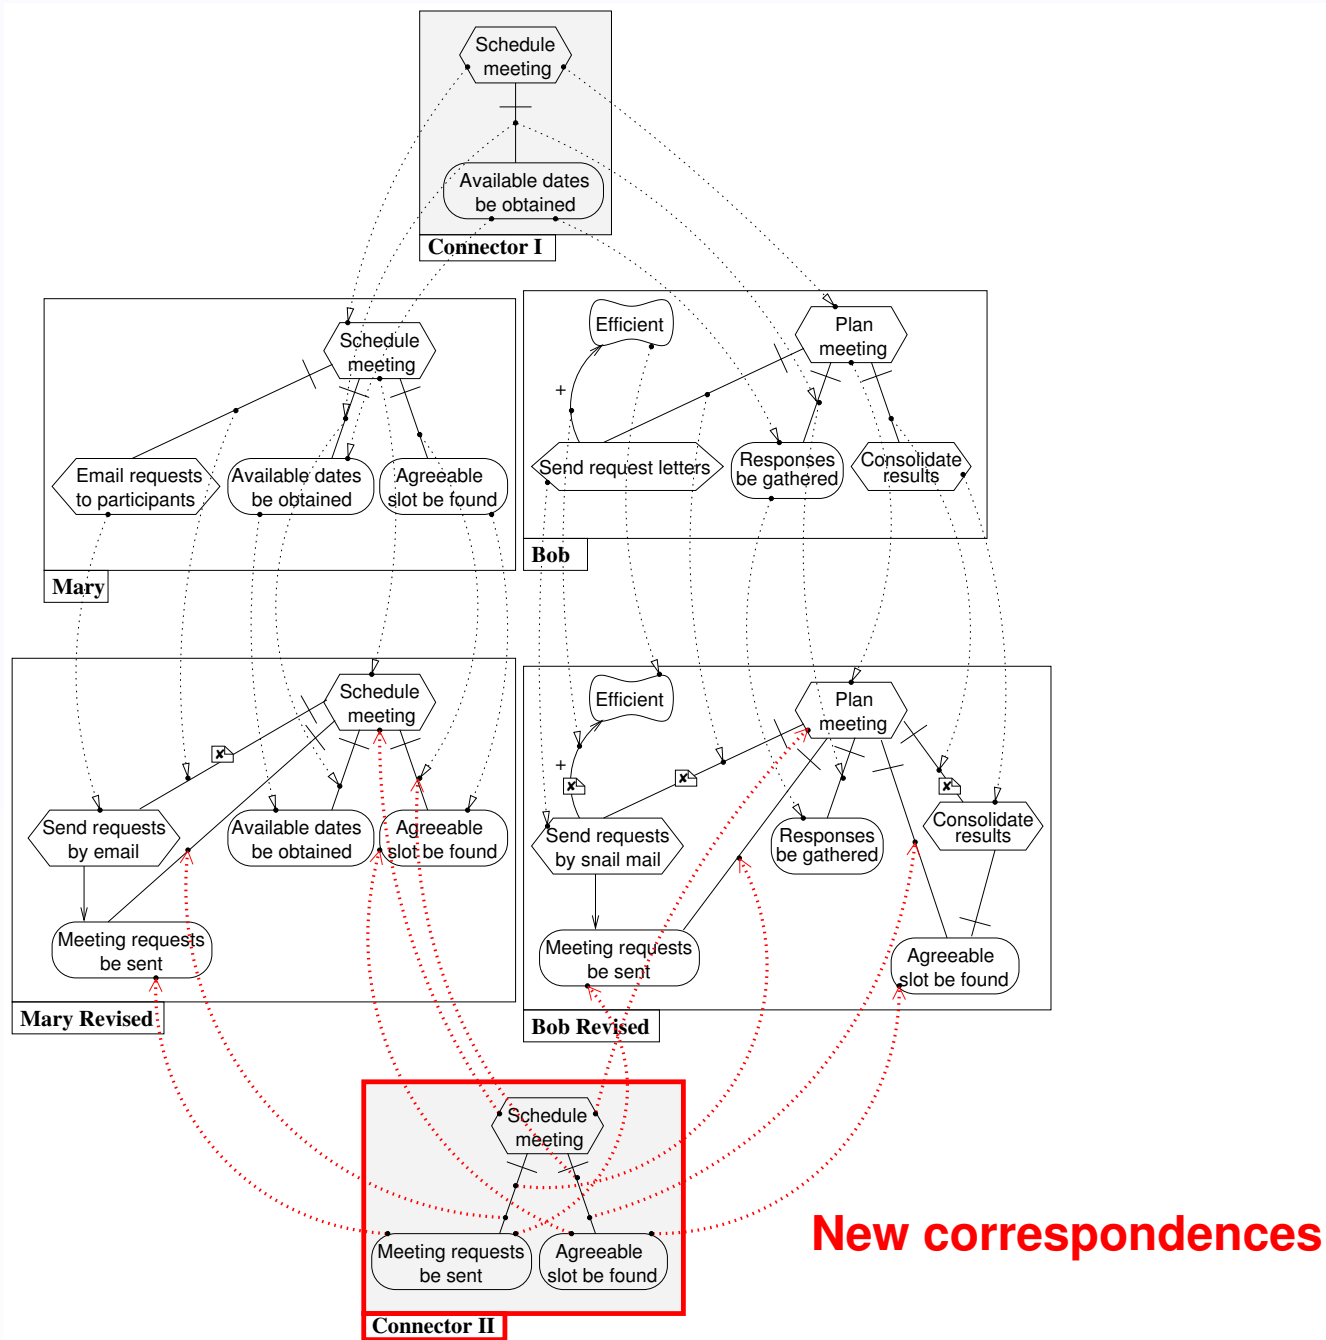 Schedule
meeting
Available dates
be obtained
Connector I
Schedule
meeting
Email requests
to participants
Available dates
be obtained
Agreeable
slot be found
Mary
Efficient
Plan
meeting
+
Send request letters
Responses
be gathered
Consolidate
results
Bob
Schedule
meeting
x
Send requests
by email
Available dates
be obtained
Agreeable
slot be found
Meeting requests
be sent
Mary Revised
Efficient
Plan
meeting
+
x
x
x
Send requests
by snail mail
Responses
be gathered
Consolidate
results
Meeting requests
be sent
Agreeable
slot be found
Bob Revised
Schedule
meeting
Meeting requests
be sent
Agreeable
slot be found
Connector II
New correspondences